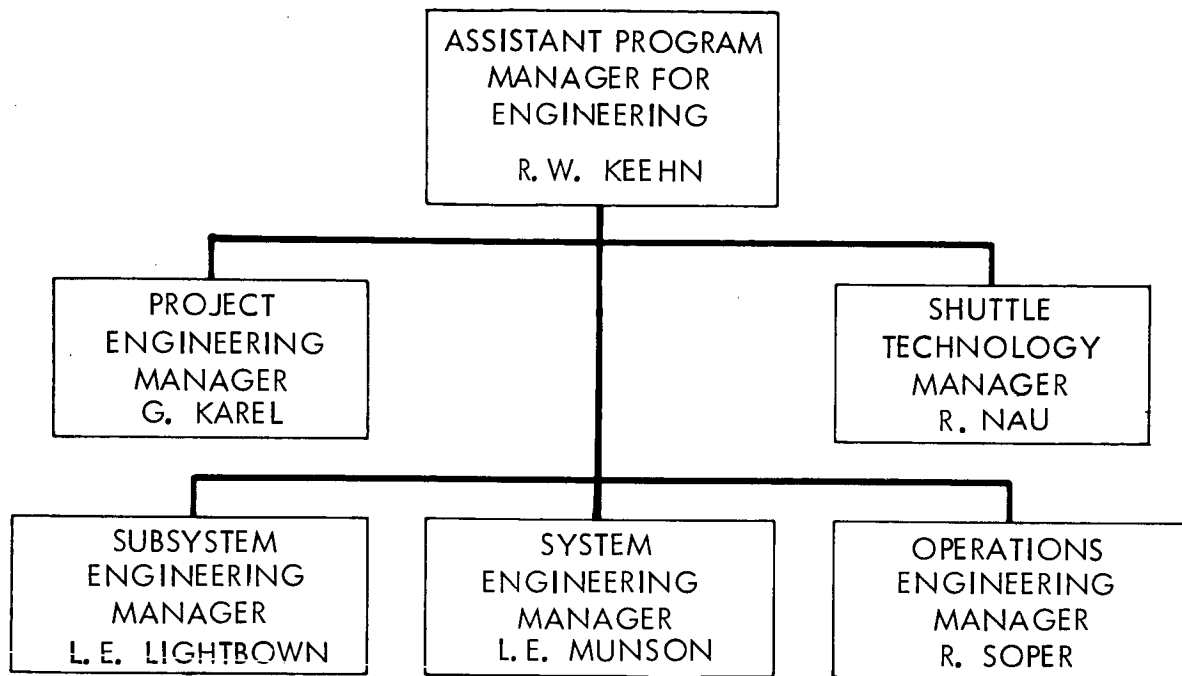 ASSISTANT PROGRAM
MANAGER FOR
ENGINEERING
R.W. KEEHN
PROJECT
ENGINEERING
MANAGER
G. KAREL
SHUTTLE
TECHNOLOGY
MANAGER
R. NAU
SUBSYSTEM
ENGINEERING
MANAGER
L.E. LIGHTBOWN
SYSTEM
ENGINEERING
MANAGER
L.E. MUNSON
OPERATIONS
ENGINEERING
MANAGER
R. SOPER